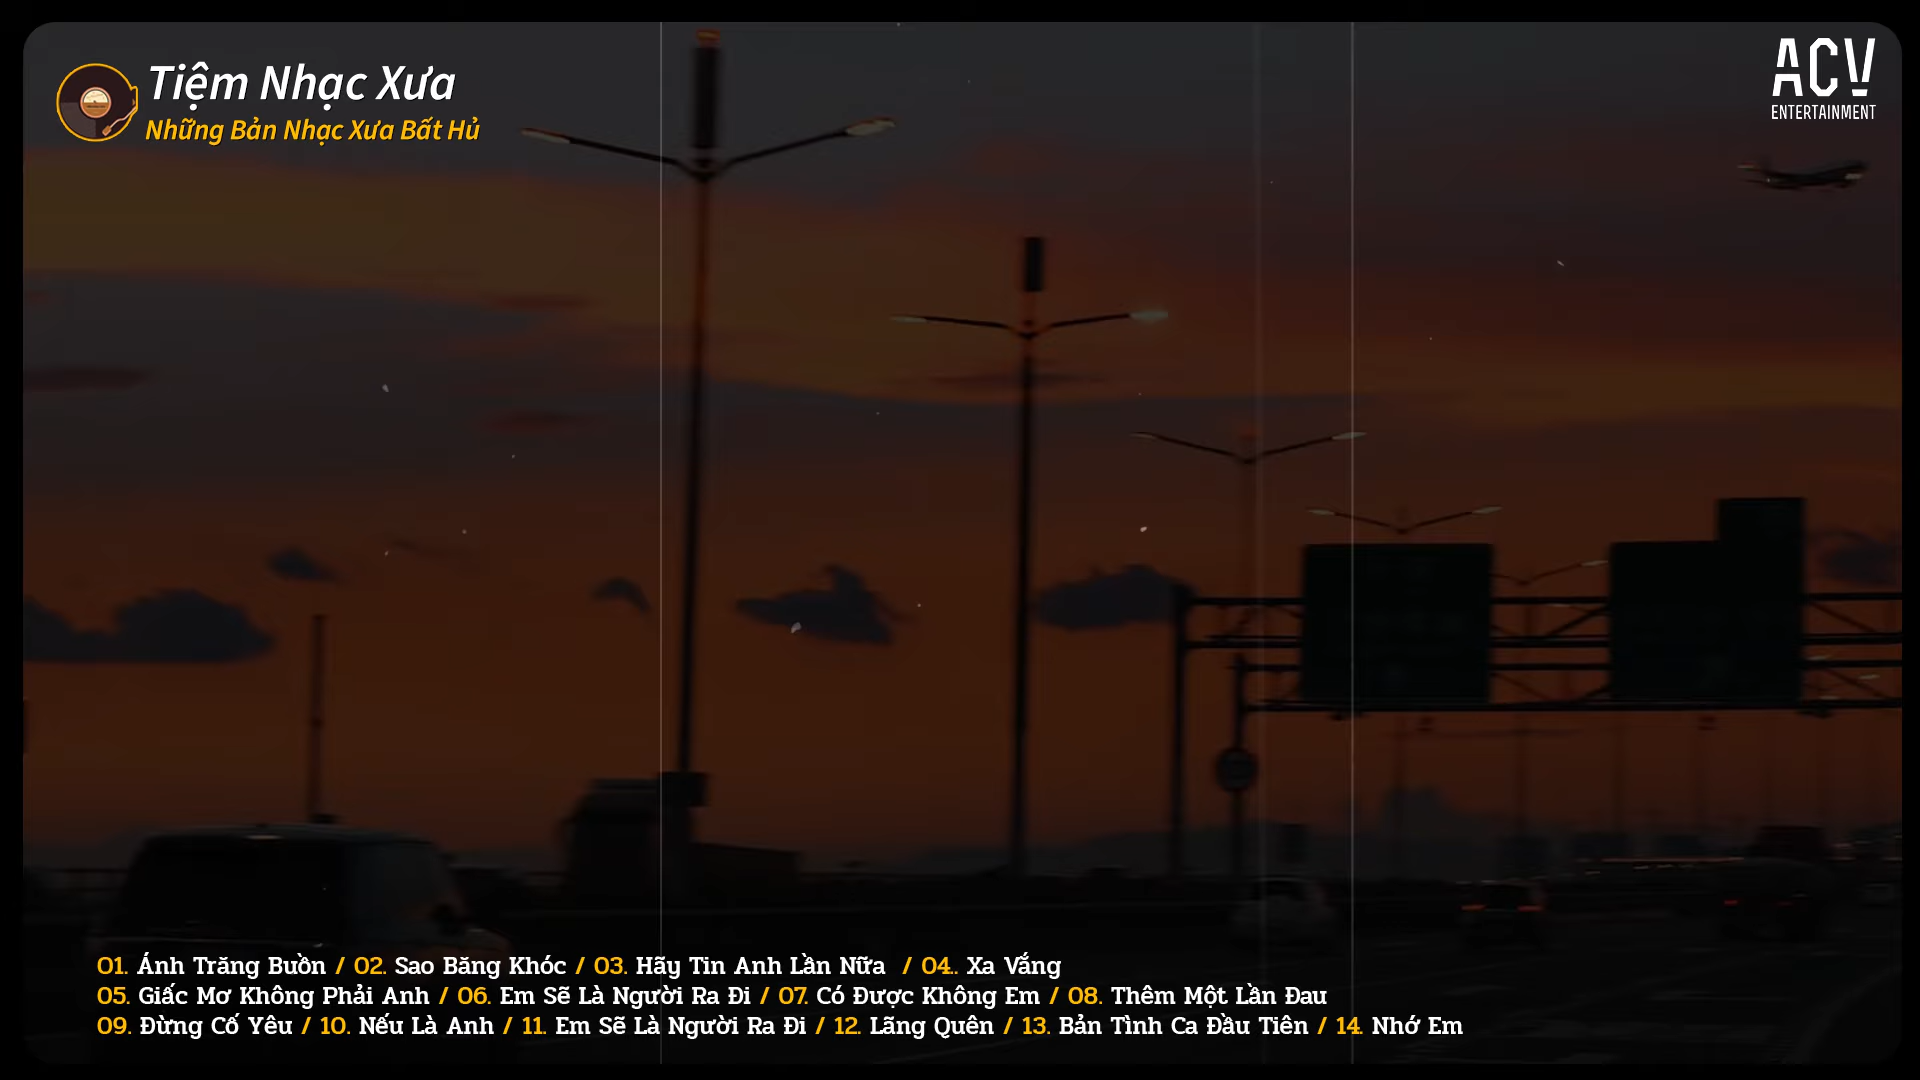 Tiệm Nhạc Xưa
Những Bản Nhạc Xưa Bất Hủ
ACV
ENTERTAINMENT
01. Ánh Trăng Buồn / 02. Sao Băng Khóc / 03. Hãy Tin Anh Lần Nữa / 04.. Xa Vắng
05. Giấc Mơ Không Phải Anh / 06. Em Sẽ Là Người Ra Đi / 07. Có Được Không Em / 08. Thêm Một Lần Đau
09. Đừng Cố Yêu / 10. Nếu Là Anh / 11. Em Sẽ Là Người Ra Đi / 12. Lãng Quên / 13. Bản Tình Ca Đầu Tiên / 14. Nhớ Em